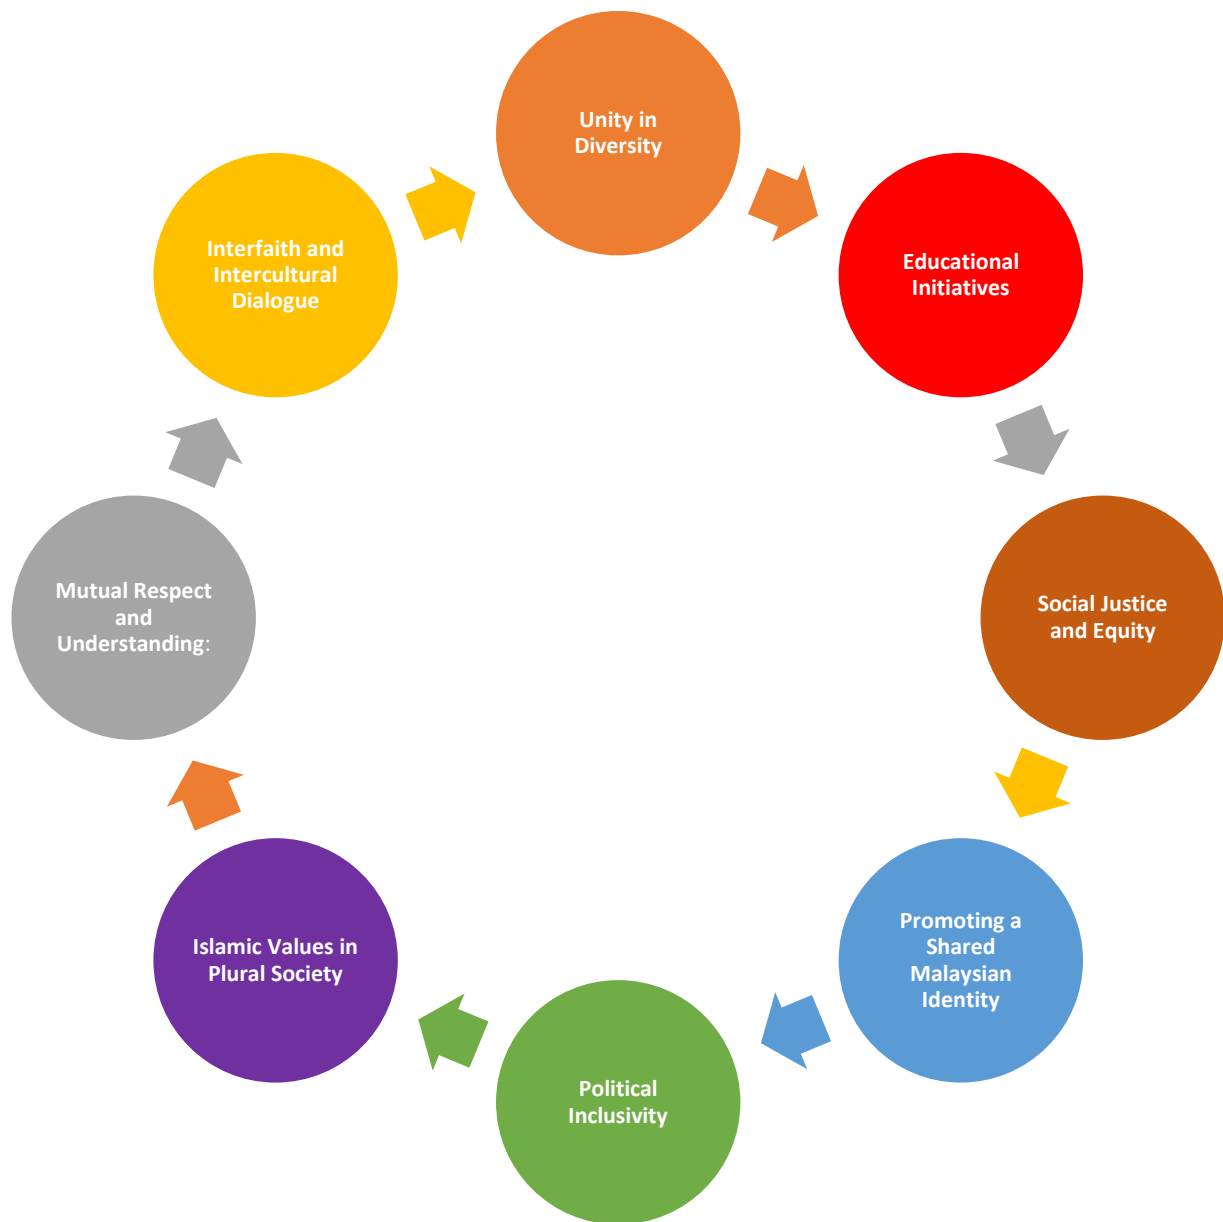 Unity in
Diversity
Educational
Initiatives
Social Justice
and Equity
Promoting a
Shared
Malaysian
Identity
Political
Inclusivity
Islamic Values in
Plural Society
Mutual Respect
and
Understanding:
Interfaith and
Intercultural
Dialogue